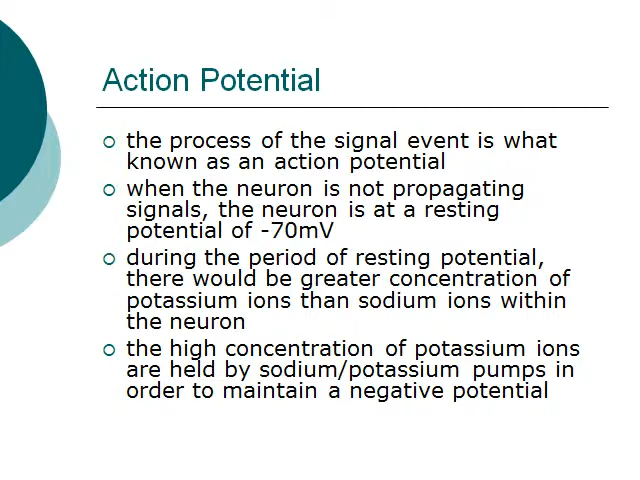 Action Potential
the process of the signal event is what
known as an action potential
when the neuron is not propagating
signals, the neuron is at a resting
potential of -70mV
during the period of resting potential,
there would be greater concentration of
potassium ions than sodium ions within
the neuron
the high concentration of potassium ions
are held by sodium/potassium pumps in
order to maintain a negative potential